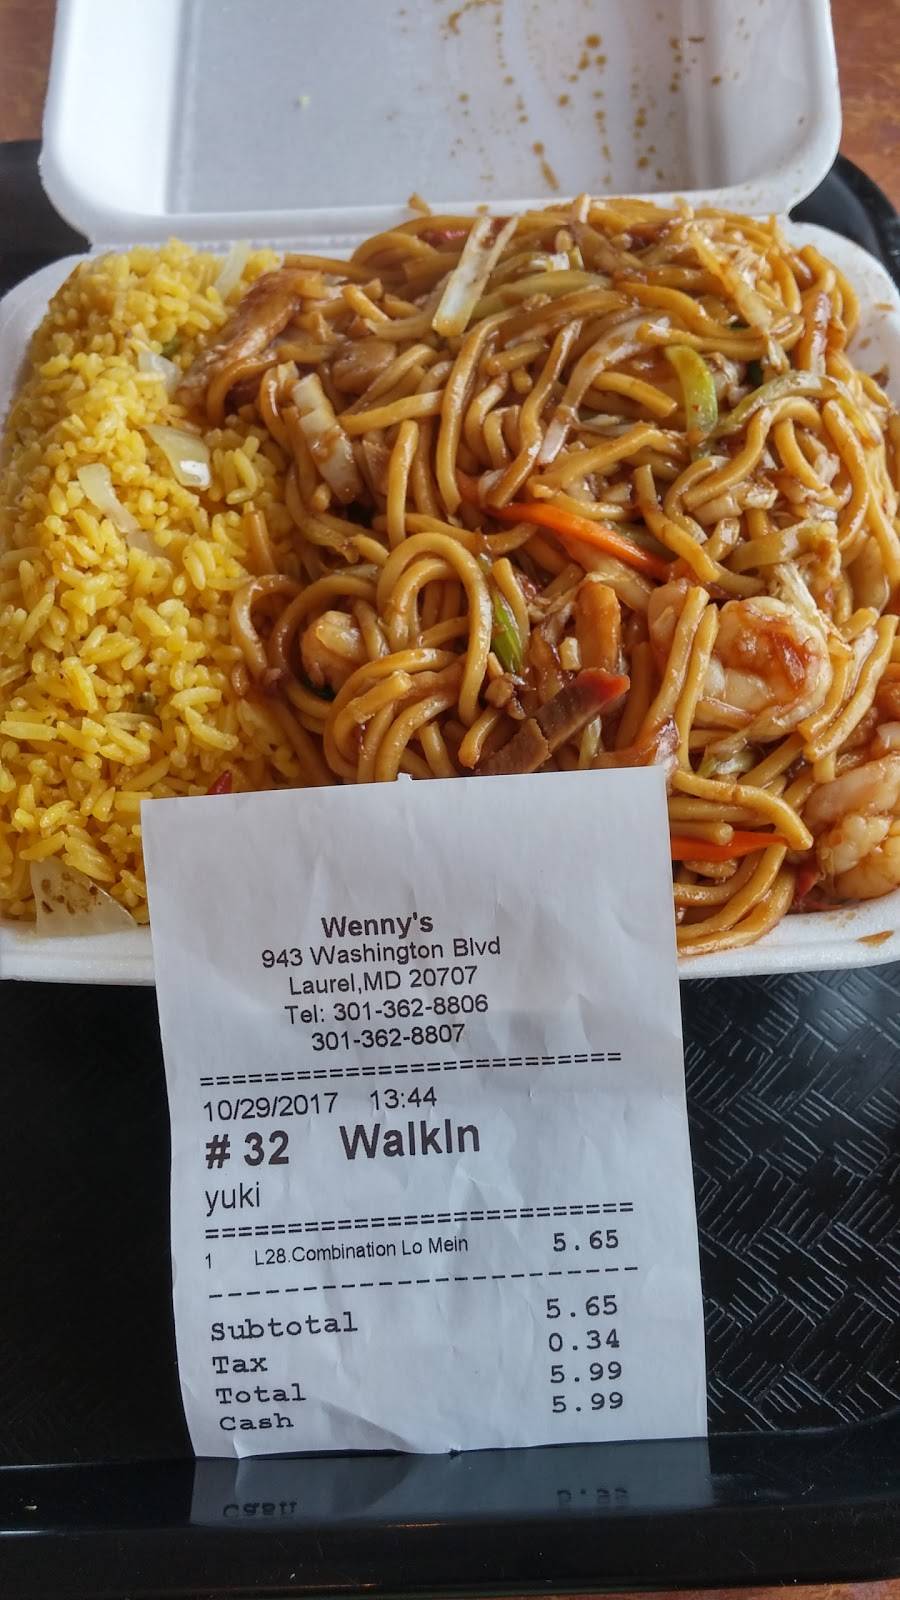 Wenny's
943 Washington Blvd
Laurel,MD 20707
Tel: 301-362-8806
301-362-8807
===========================
10/29/2017 13:44
# 32 WalkIn
yuki
===========================
1 L28.Combination Lo Mein 5.65
---------------------------
Subtotal 5.65
Tax 0.34
Total 5.99
Cash 5.99